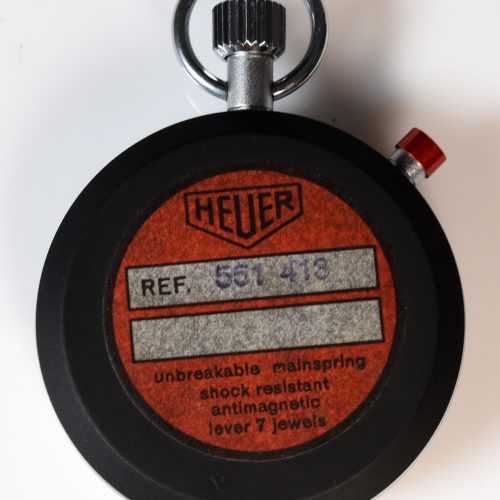 HEUER
REF. 551 413
unbreakable mainspring
shock resistant
antimagnetic
lever 7 jewels